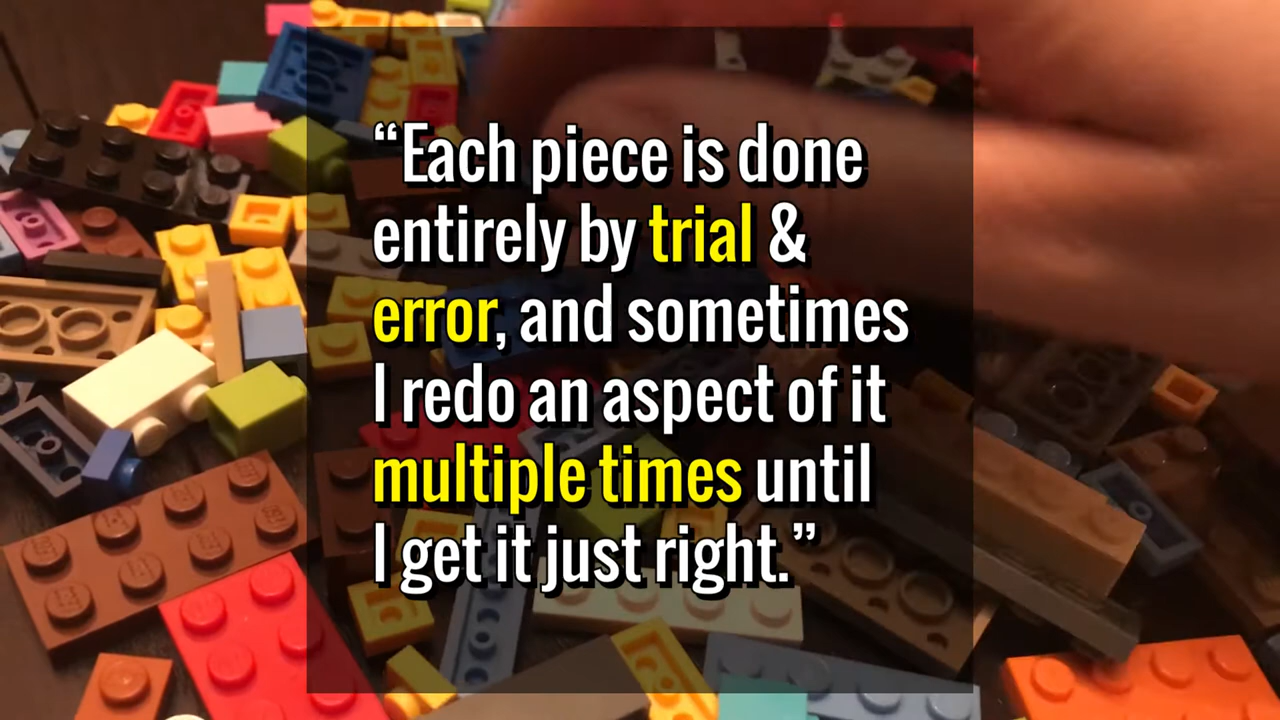 “Each piece is done
entirely by trial &
error, and sometimes
I redo an aspect of it
multiple times until
I get it just right.”